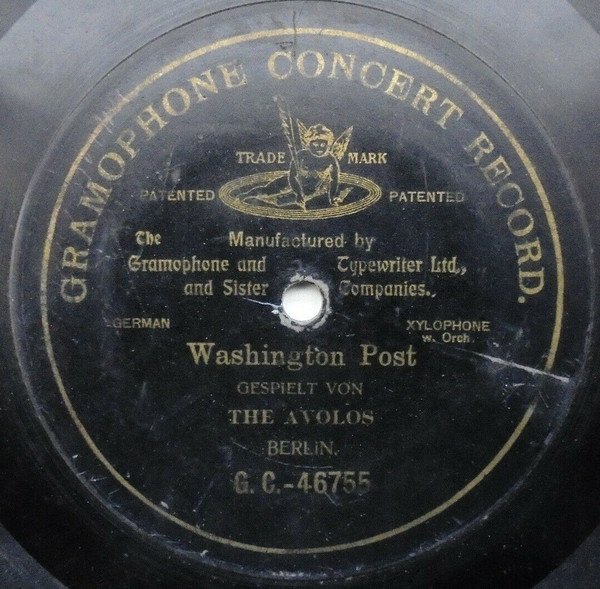 GRAMOPHONE CONCERT RECORD.
TRADE MARK
PATENTED PATENTED
The Manufactured by
Gramophone and Typewriter Ltd.,
and Sister Companies.
GERMAN XYLOPHONE
w. Orch.
Washington Post
GESPIELT VON
THE AVOLOS
BERLIN.
G. C.-46755